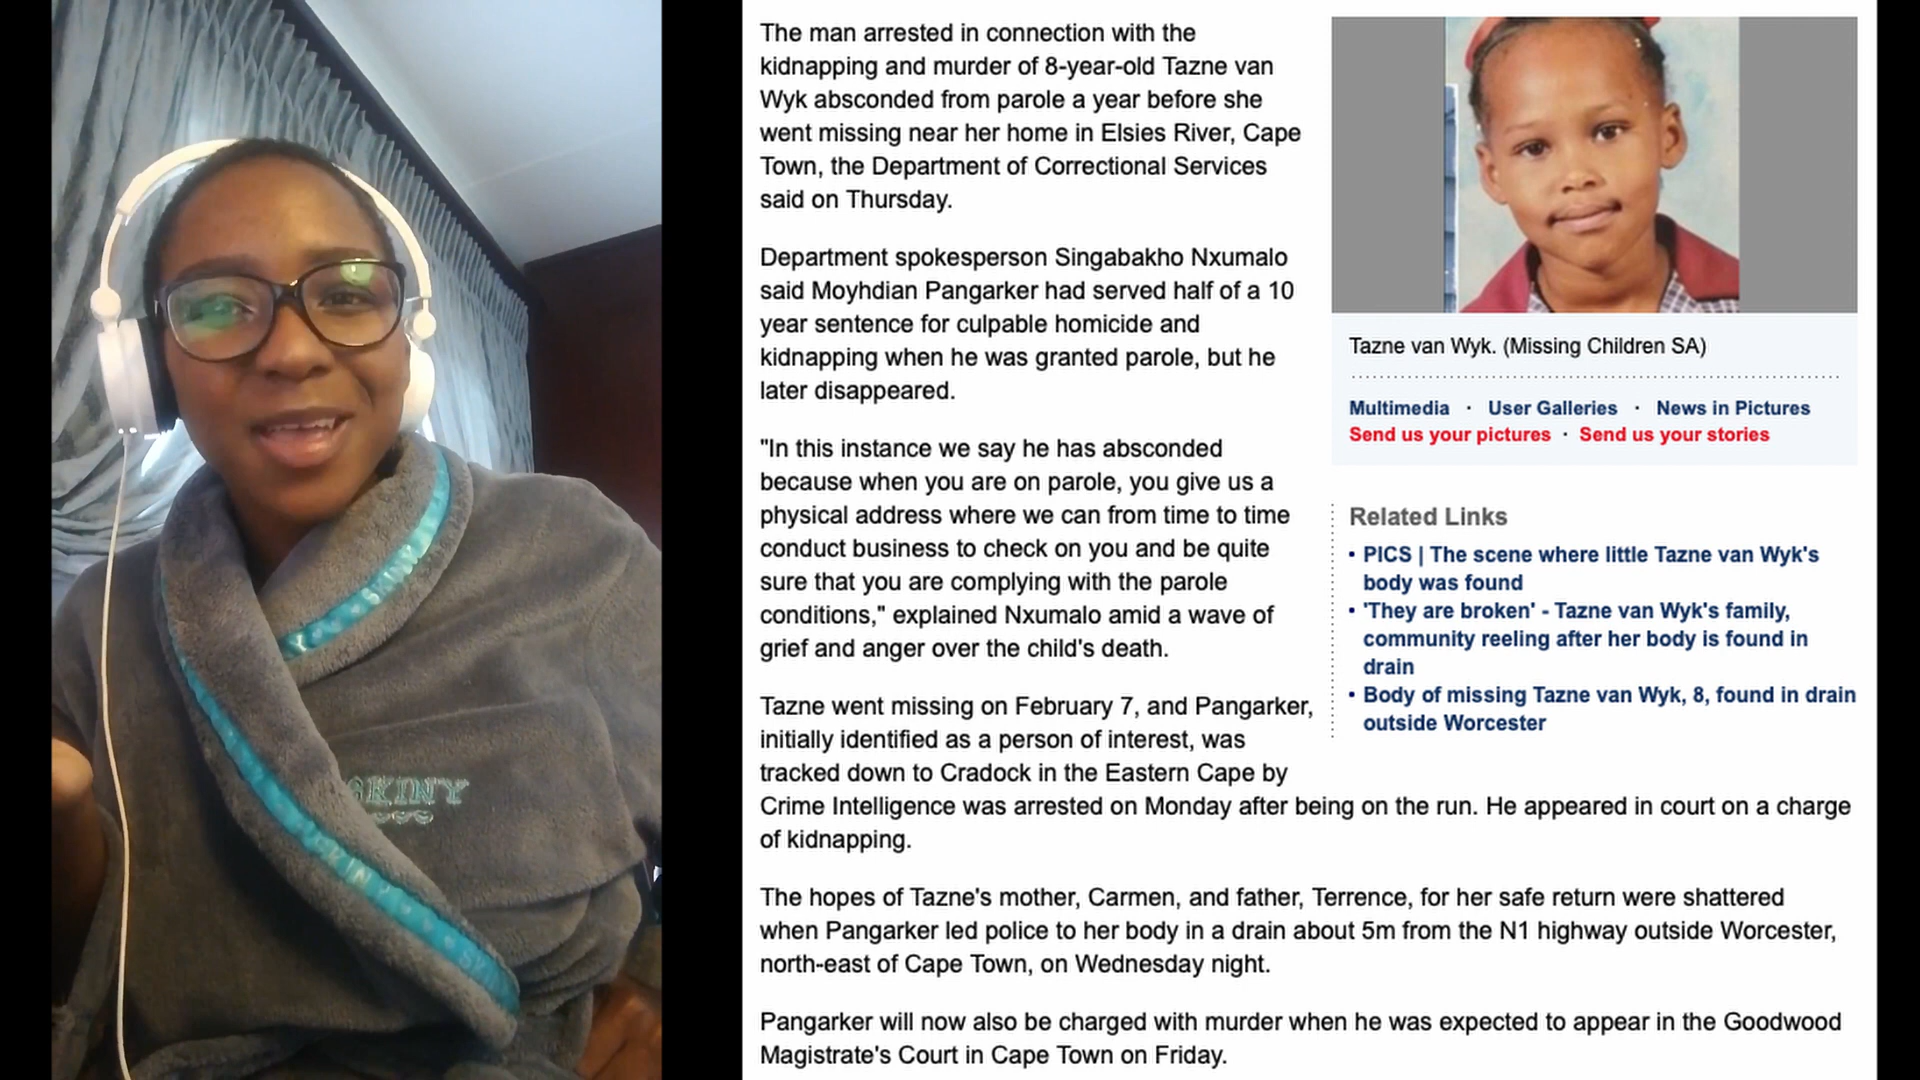 The man arrested in connection with the
kidnapping and murder of 8-year-old Tazne van
Wyk absconded from parole a year before she
went missing near her home in Elsies River, Cape
Town, the Department of Correctional Services
said on Thursday.
Department spokesperson Singabakho Nxumalo
said Moyhdian Pangarker had served half of a 10
year sentence for culpable homicide and
kidnapping when he was granted parole, but he
later disappeared.
"In this instance we say he has absconded
because when you are on parole, you give us a
physical address where we can from time to time
conduct business to check on you and be quite
sure that you are complying with the parole
conditions," explained Nxumalo amid a wave of
grief and anger over the child's death.
Tazne went missing on February 7, and Pangarker,
initially identified as a person of interest, was
tracked down to Cradock in the Eastern Cape by
Crime Intelligence was arrested on Monday after being on the run. He appeared in court on a charge
of kidnapping.
The hopes of Tazne's mother, Carmen, and father, Terrence, for her safe return were shattered
when Pangarker led police to her body in a drain about 5m from the N1 highway outside Worcester,
north-east of Cape Town, on Wednesday night.
Pangarker will now also be charged with murder when he was expected to appear in the Goodwood
Magistrate's Court in Cape Town on Friday.
Tazne van Wyk. (Missing Children SA)
Multimedia · User Galleries · News in Pictures
Send us your pictures · Send us your stories
Related Links
• PICS | The scene where little Tazne van Wyk's
body was found
• 'They are broken' - Tazne van Wyk's family,
community reeling after her body is found in
drain
• Body of missing Tazne van Wyk, 8, found in drain
outside Worcester
SKINY